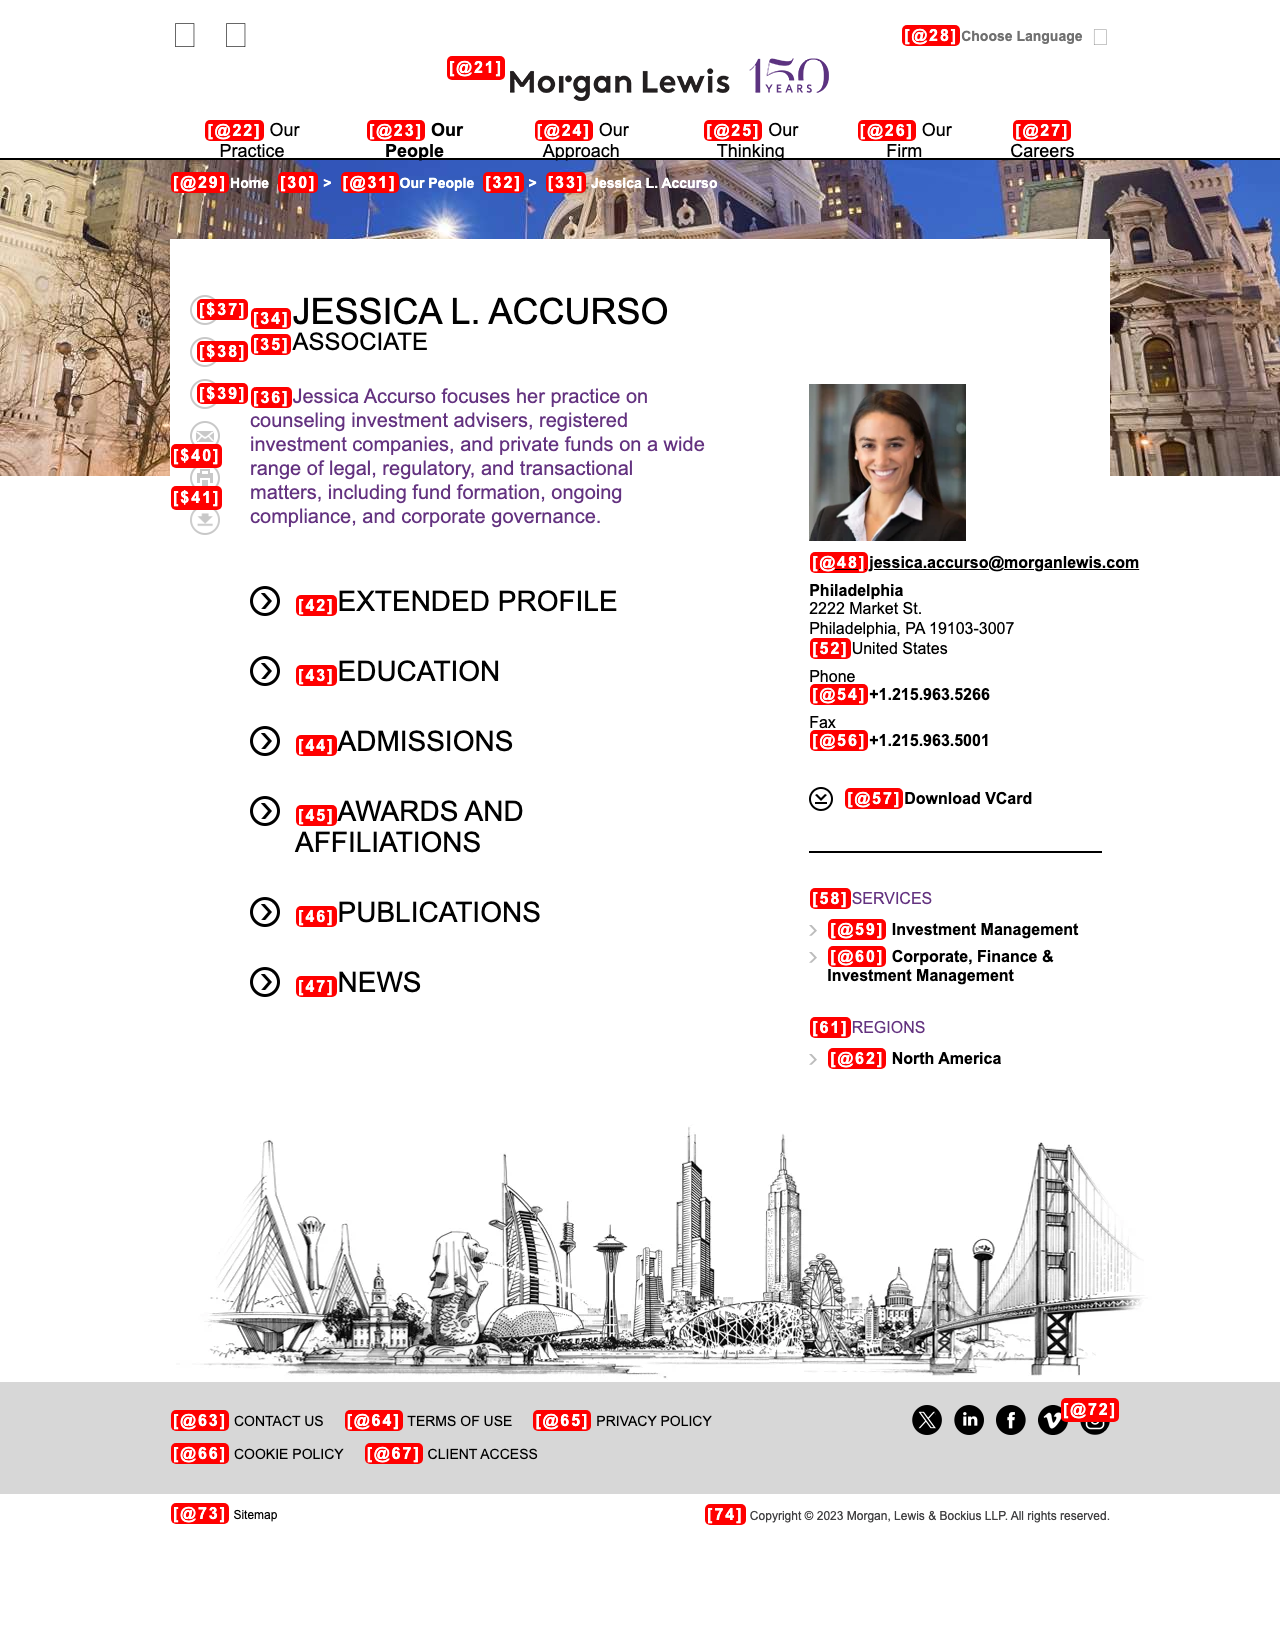 [@28] Choose Language
[@21] Morgan Lewis 150 YEARS
[@22] Our Practice
[@23] Our People
[@24] Our Approach
[@25] Our Thinking
[@26] Our Firm
[@27] Careers
[@29] Home [30] > [@31] Our People [32] > [33] Jessica L. Accurso
[$37]
[$38]
[$39]
[$40]
[$41]
[34] JESSICA L. ACCURSO
[35] ASSOCIATE
[36] Jessica Accurso focuses her practice on
counseling investment advisers, registered
investment companies, and private funds on a wide
range of legal, regulatory, and transactional
matters, including fund formation, ongoing
compliance, and corporate governance.
[42] EXTENDED PROFILE
[43] EDUCATION
[44] ADMISSIONS
[45] AWARDS AND
AFFILIATIONS
[46] PUBLICATIONS
[47] NEWS
[@48] jessica.accurso@morganlewis.com
Philadelphia
2222 Market St.
Philadelphia, PA 19103-3007
[52] United States
Phone
[@54] +1.215.963.5266
Fax
[@56] +1.215.963.5001
[@57] Download VCard
[58] SERVICES
[@59] Investment Management
[@60] Corporate, Finance &
Investment Management
[61] REGIONS
[@62] North America
[@63] CONTACT US [@64] TERMS OF USE [@65] PRIVACY POLICY
[@66] COOKIE POLICY [@67] CLIENT ACCESS
[@72]
[@73] Sitemap
[74] Copyright © 2023 Morgan, Lewis & Bockius LLP. All rights reserved.